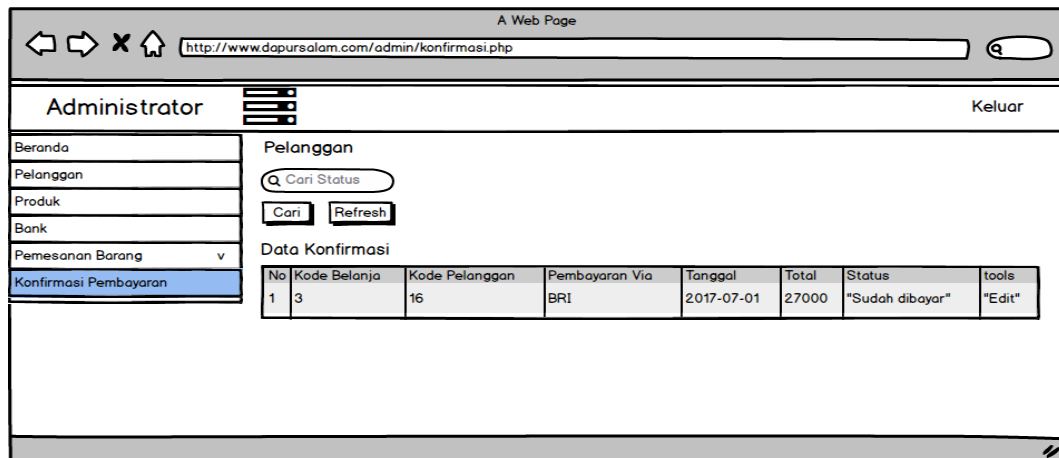 A Web Page
http://www.dapursalam.com/admin/konfirmasi.php
Administrator Keluar
Beranda
Pelanggan
Produk
Bank
Pemesanan Barang v
Konfirmasi Pembayaran
Pelanggan
Cari Status
Cari Refresh
Data Konfirmasi
No Kode Belanja Kode Pelanggan Pembayaran Via Tanggal Total Status tools
1 3 16 BRI 2017-07-01 27000 "Sudah dibayar" "Edit"